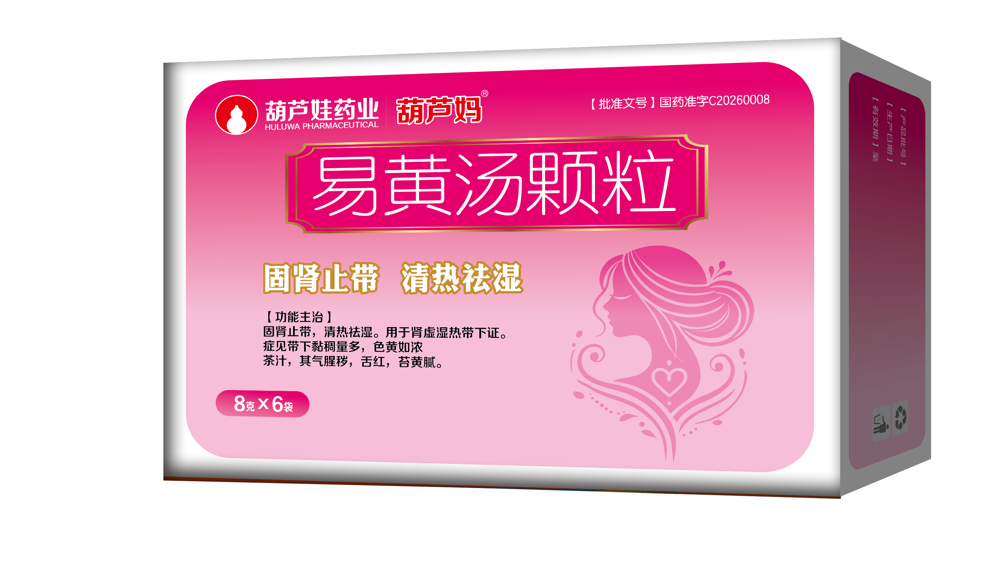 葫芦娃药业
HULUWA PHARMACEUTICAL
葫芦妈®
【批准文号】国药准字C20260008
易黄汤颗粒
固肾止带 清热祛湿
【功能主治】
固肾止带，清热祛湿。用于肾虚湿热带下证。
症见带下黏稠量多，色黄如浓
茶汁，其气腥秽，舌红，苔黄腻。
8克×6袋
【产品批号】
【生产日期】
【有效期】至